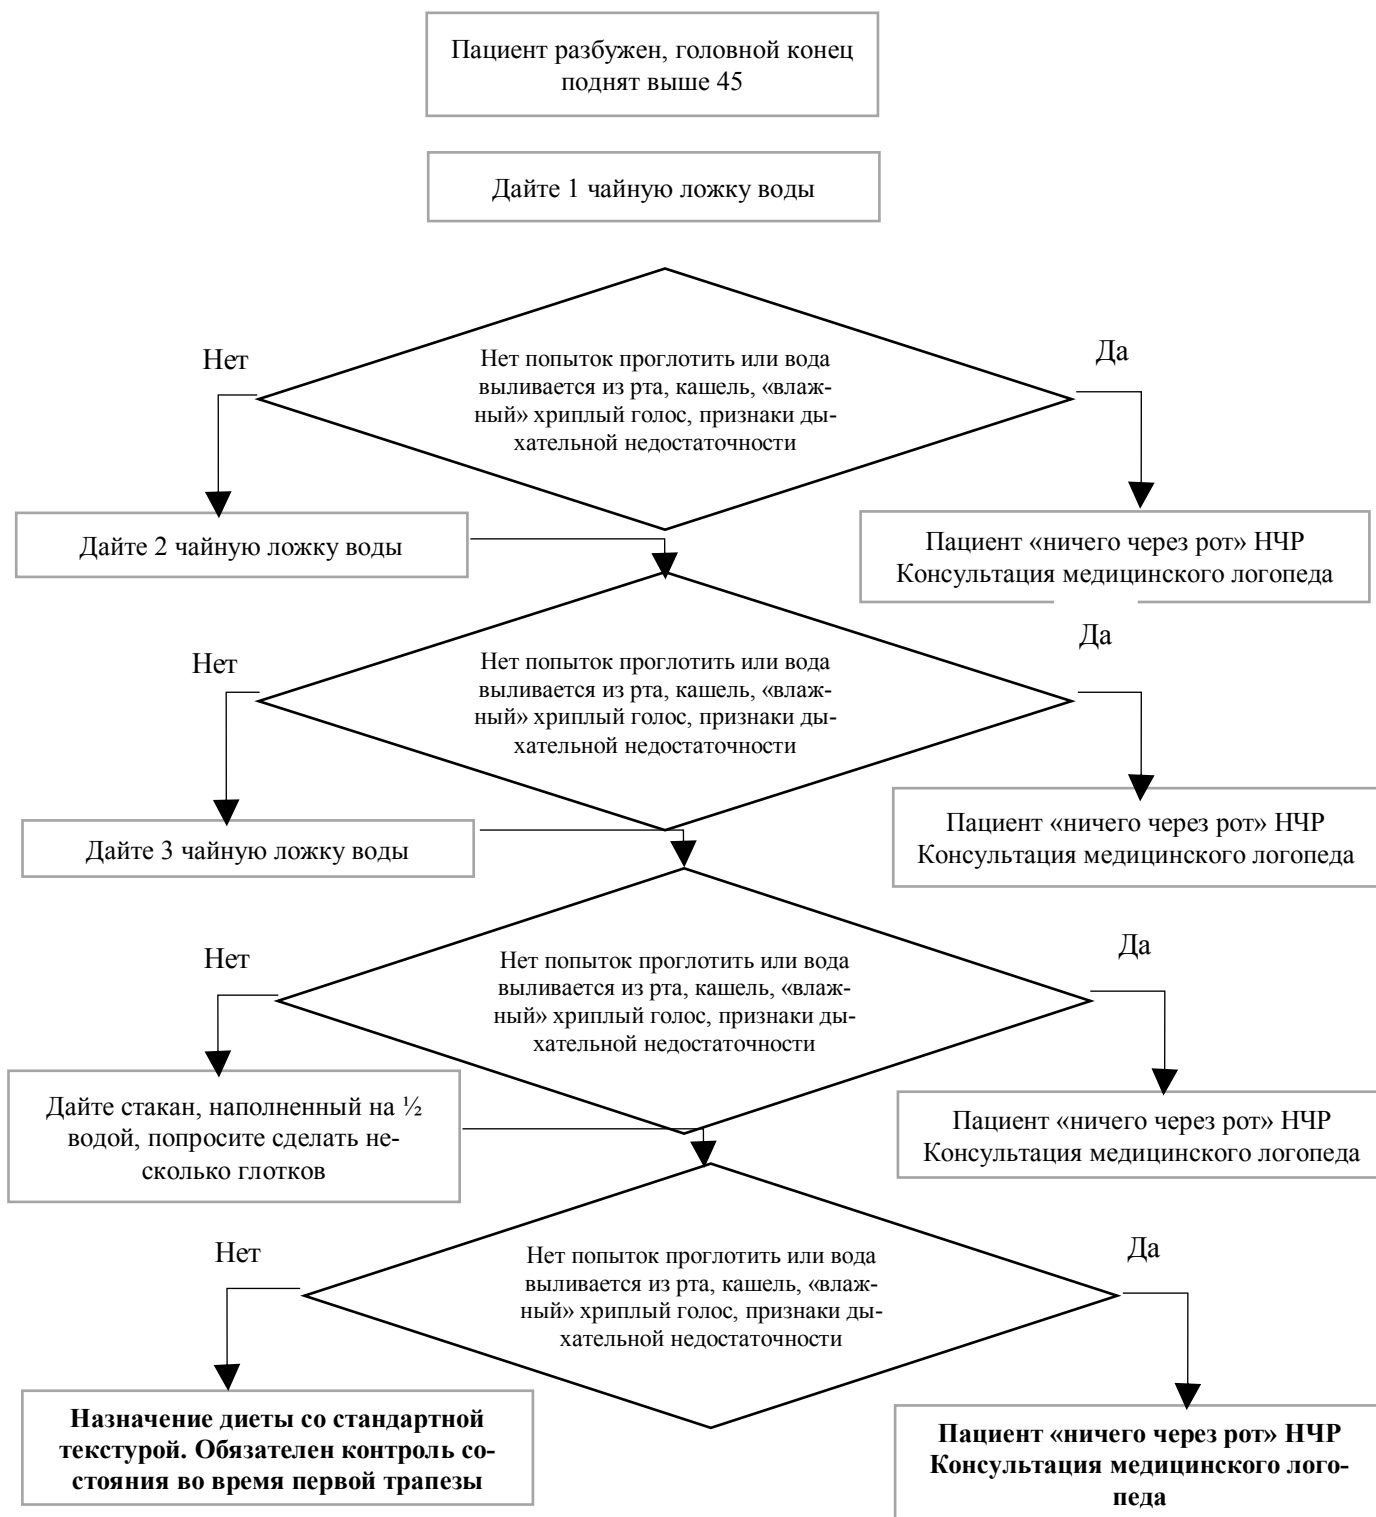 Пациент разбужен, головной конец
поднят выше 45
Дайте 1 чайную ложку воды
Нет
Да
Нет попыток проглотить или вода
выливается из рта, кашель, «влаж-
ный» хриплый голос, признаки ды-
хательной недостаточности
Дайте 2 чайную ложку воды
Пациент «ничего через рот» НЧР
Консультация медицинского логопеда
Нет
Да
Нет попыток проглотить или вода
выливается из рта, кашель, «влаж-
ный» хриплый голос, признаки ды-
хательной недостаточности
Дайте 3 чайную ложку воды
Пациент «ничего через рот» НЧР
Консультация медицинского логопеда
Нет
Да
Нет попыток проглотить или вода
выливается из рта, кашель, «влаж-
ный» хриплый голос, признаки ды-
хательной недостаточности
Дайте стакан, наполненный на ½
водой, попросите сделать не-
сколько глотков
Пациент «ничего через рот» НЧР
Консультация медицинского логопеда
Нет
Да
Нет попыток проглотить или вода
выливается из рта, кашель, «влаж-
ный» хриплый голос, признаки ды-
хательной недостаточности
Назначение диеты со стандартной
текстурой. Обязателен контроль со-
стояния во время первой трапезы
Пациент «ничего через рот» НЧР
Консультация медицинского лого-
педа